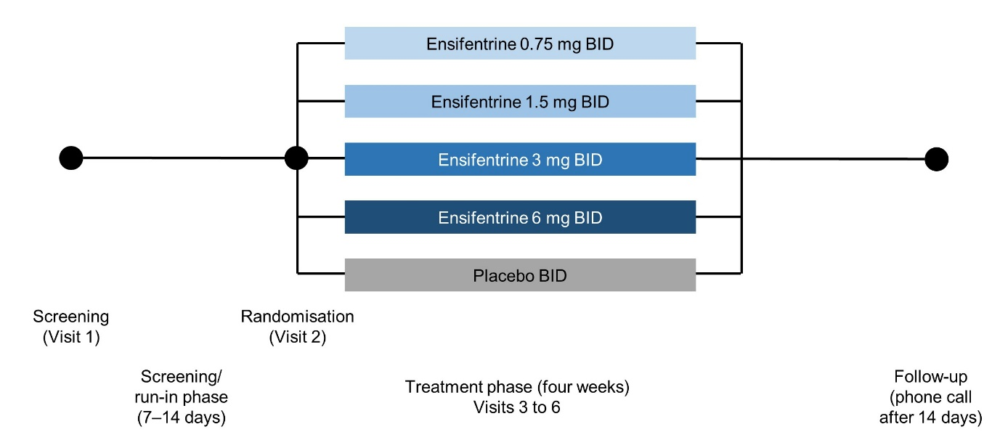 Ensifentrine 0.75 mg BID
Ensifentrine 1.5 mg BID
Ensifentrine 3 mg BID
Ensifentrine 6 mg BID
Placebo BID
Screening
(Visit 1)
Randomisation
(Visit 2)
Screening/
run-in phase
(7–14 days)
Treatment phase (four weeks)
Visits 3 to 6
Follow-up
(phone call
after 14 days)